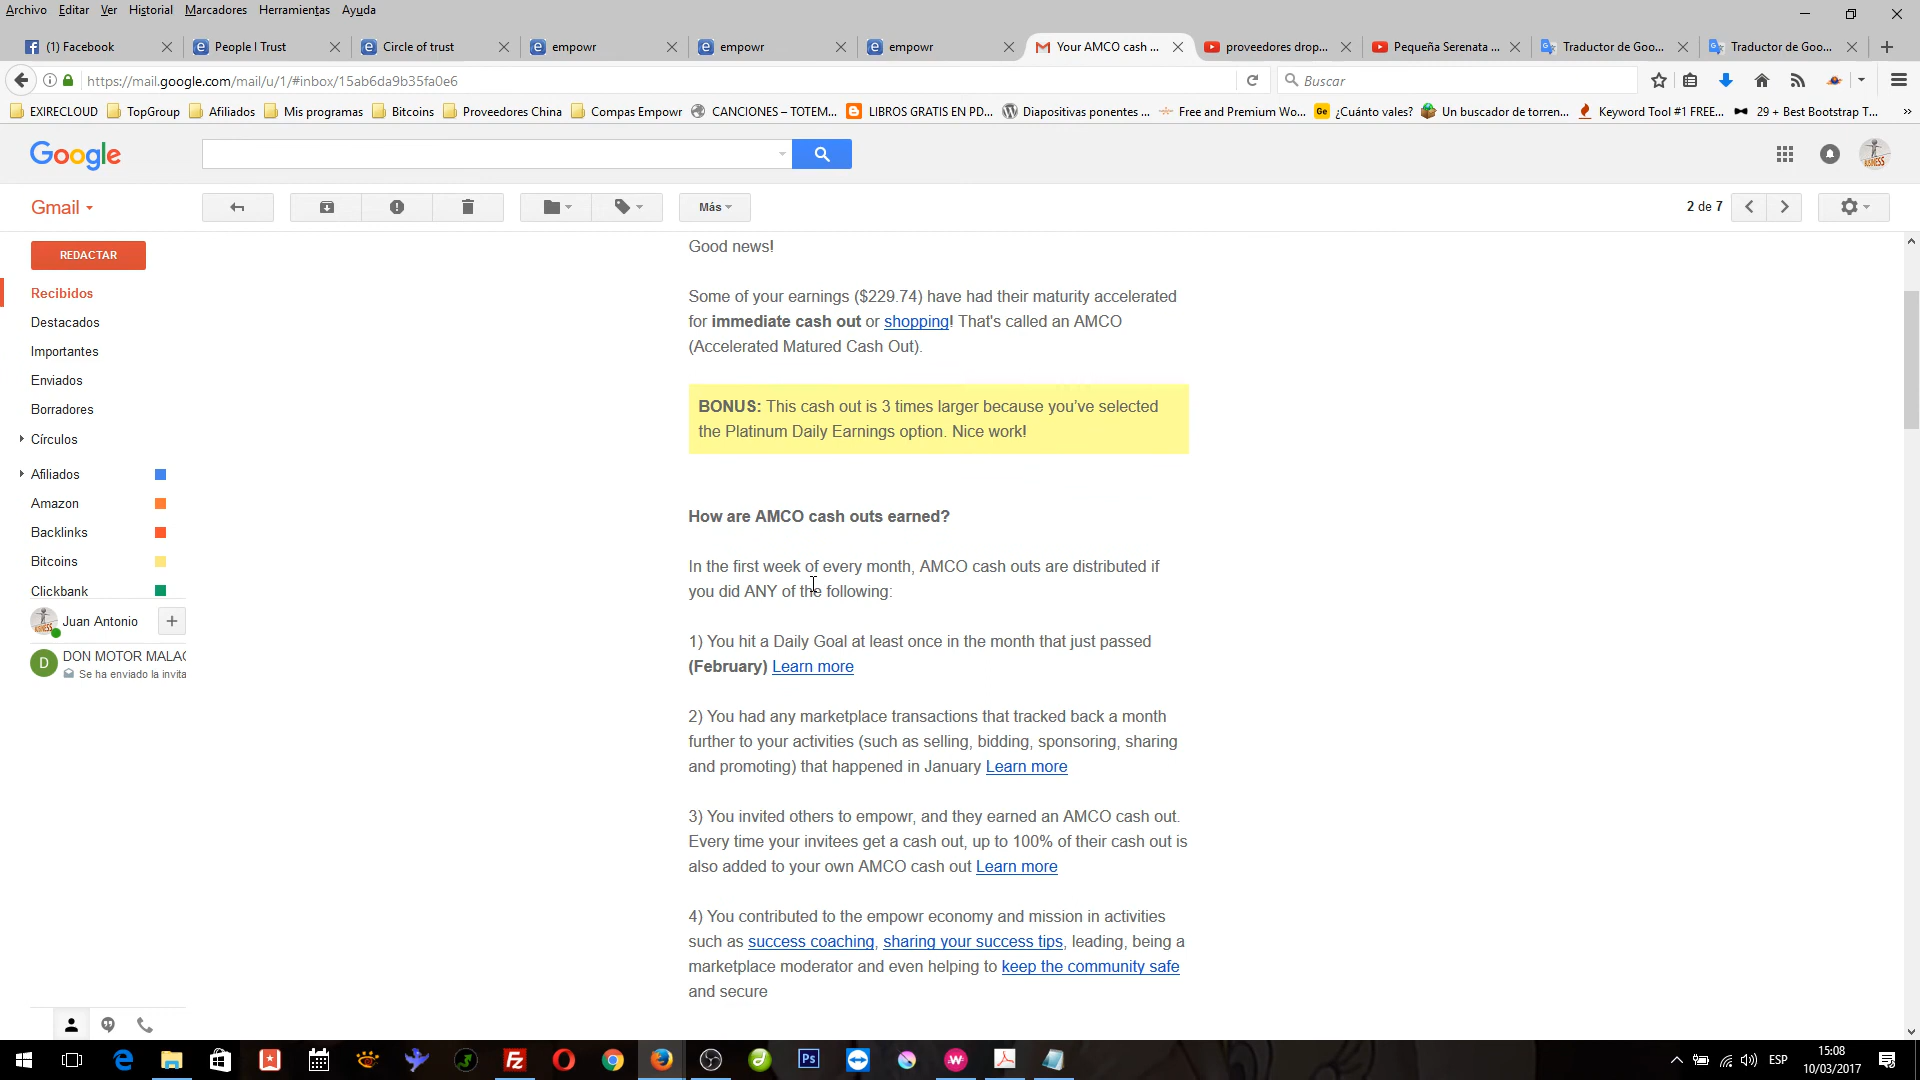 Archivo Editar Ver Historial Marcadores Herramientas Ayuda
(1) Facebook
People I Trust
Circle of trust
empowr
empowr
empowr
Your AMCO cash ...
proveedores drop...
Pequeña Serenata ...
Traductor de Goo...
Traductor de Goo...
https://mail.google.com/mail/u/1/#inbox/15ab6da9b35fa0e6
Buscar
EXIRECLOUD
TopGroup
Afiliados
Mis programas
Bitcoins
Proveedores China
Compas Empowr
CANCIONES – TOTEM...
LIBROS GRATIS EN PD...
Diapositivas ponentes ...
Free and Premium Wo...
Ge
¿Cuánto vales?
Un buscador de torren...
Keyword Tool #1 FREE...
29 + Best Bootstrap T...
Google
Gmail
Más
2 de 7
REDACTAR
Recibidos
Destacados
Importantes
Enviados
Borradores
Círculos
Afiliados
Amazon
Backlinks
Bitcoins
Clickbank
Juan Antonio
D
DON MOTOR MALAG
Se ha enviado la invita
Good news!
Some of your earnings ($229.74) have had their maturity accelerated
for immediate cash out or shopping! That's called an AMCO
(Accelerated Matured Cash Out).
BONUS: This cash out is 3 times larger because you've selected
the Platinum Daily Earnings option. Nice work!
How are AMCO cash outs earned?
In the first week of every month, AMCO cash outs are distributed if
you did ANY of the following:
1) You hit a Daily Goal at least once in the month that just passed
(February) Learn more
2) You had any marketplace transactions that tracked back a month
further to your activities (such as selling, bidding, sponsoring, sharing
and promoting) that happened in January Learn more
3) You invited others to empowr, and they earned an AMCO cash out.
Every time your invitees get a cash out, up to 100% of their cash out is
also added to your own AMCO cash out Learn more
4) You contributed to the empowr economy and mission in activities
such as success coaching, sharing your success tips, leading, being a
marketplace moderator and even helping to keep the community safe
and secure
Fz
Ps
ESP
15:08
10/03/2017